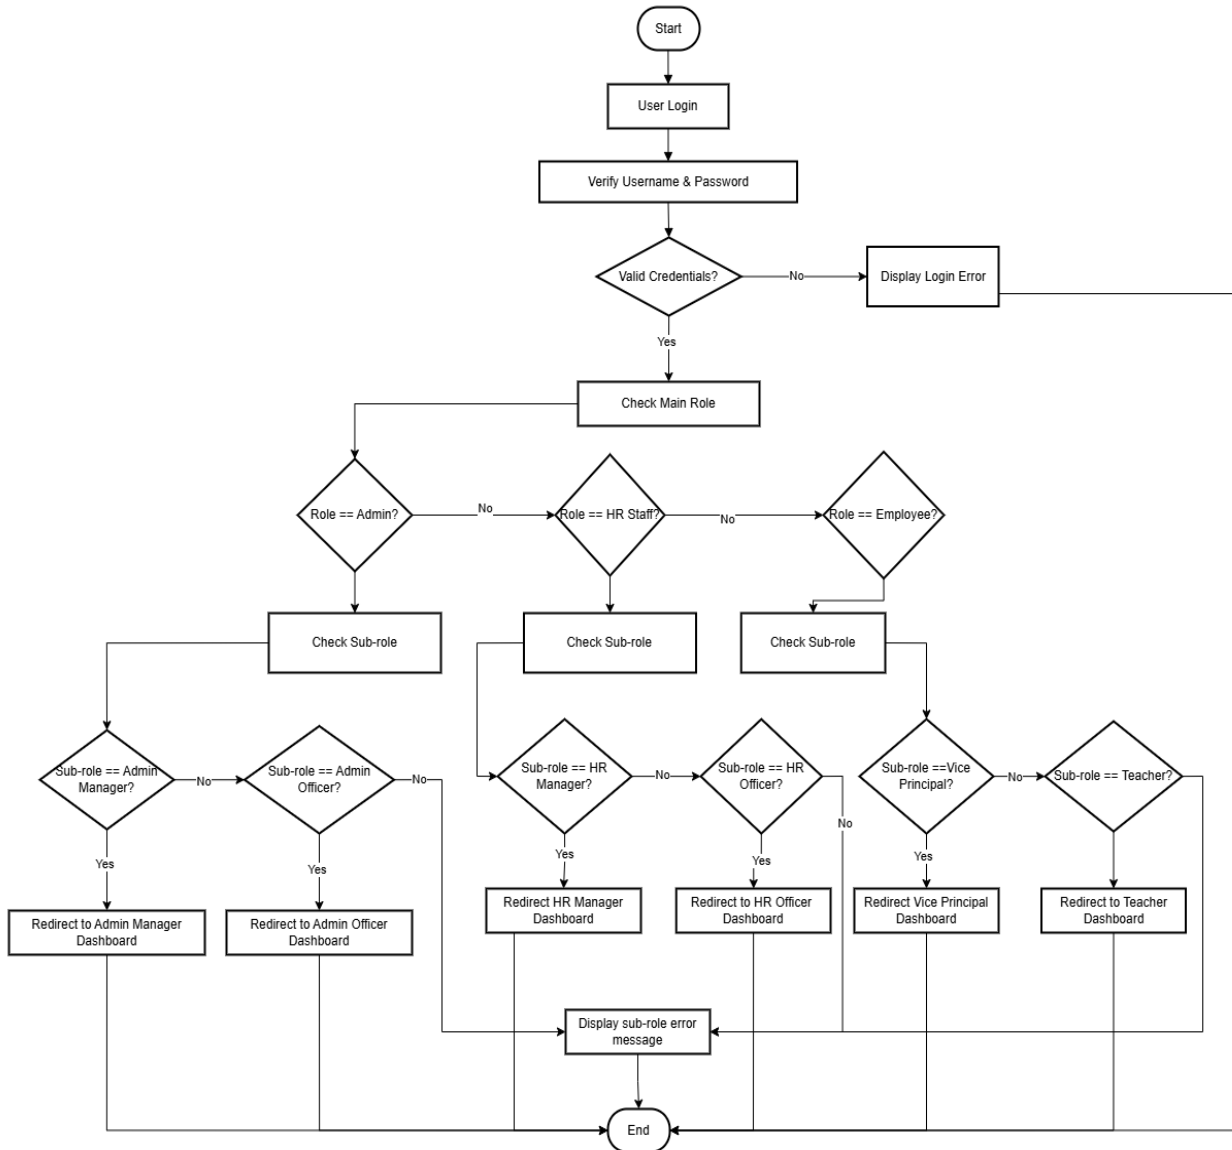 Start
User Login
Verify Username & Password
Valid Credentials?
No
Display Login Error
Yes
Check Main Role
Role == Admin?
No
Role == HR Staff?
No
Role == Employee?
Check Sub-role
Check Sub-role
Check Sub-role
Sub-role == Admin
Manager?
No
Sub-role == Admin
Officer?
No
Sub-role == HR
Manager?
No
Sub-role == HR
Officer?
No
Sub-role ==Vice
Principal?
No
Sub-role == Teacher?
Yes
Yes
Yes
Yes
Yes
Redirect to Admin Manager
Dashboard
Redirect to Admin Officer
Dashboard
Redirect HR Manager
Dashboard
Redirect to HR Officer
Dashboard
Redirect Vice Principal
Dashboard
Redirect to Teacher
Dashboard
Display sub-role error
message
End